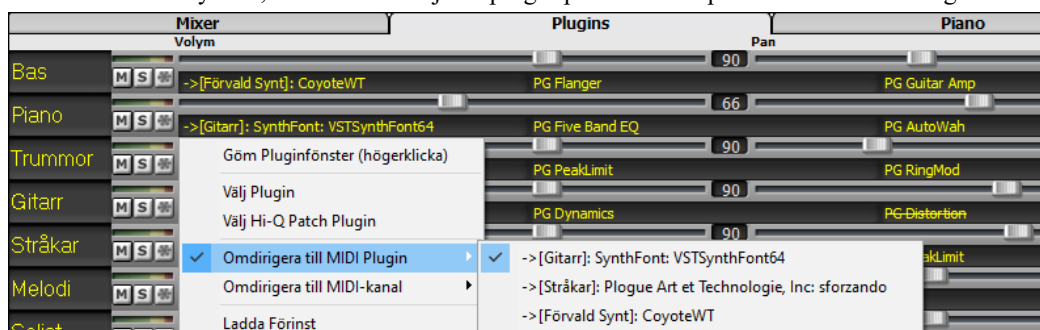 Mixer Plugins Piano
Volym Pan
Bas M S ->[Förvald Synt]: CoyoteWT 90 PG Flanger PG Guitar Amp
Piano M S ->[Gitarr]: SynthFont: VSTSynthFont64 66 PG Five Band EQ PG AutoWah
Trummor M S 90 PG PeakLimit PG RingMod
Gitarr M S 90 PG Dynamics PG Distortion
Stråkar M S 90
Melodi M S
Göm Pluginfönster (högerklicka)
Välj Plugin
Välj Hi-Q Patch Plugin
Omdirigera till MIDI Plugin
Omdirigera till MIDI-kanal
Ladda Förinst
->[Gitarr]: SynthFont: VSTSynthFont64
->[Stråkar]: Plogue Art et Technologie, Inc: sforzando
->[Förvald Synt]: CoyoteWT